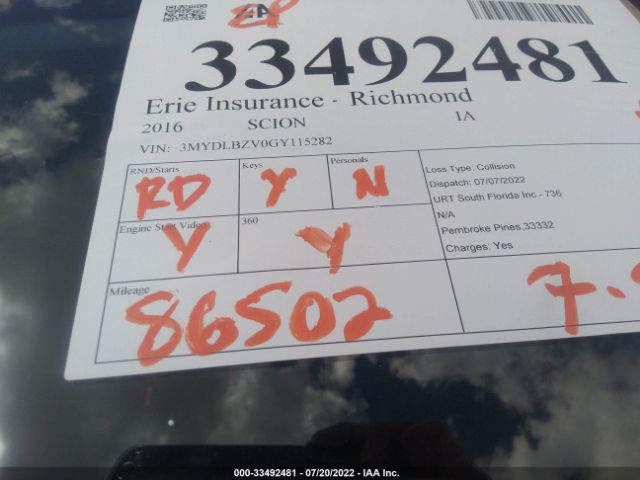 33492481
Erie Insurance - Richmond
2016 SCION IA
VIN: 3MYDLBZV0GY115282
RND/Starts Keys Personals
RD Y N
Engine Start Video 360
Y Y
Mileage
86502
Loss Type: Collision
Dispatch: 07/07/2022
URT South Florida Inc - 736
N/A
Pembroke Pines,33332
Charges: Yes
7.
000-33492481 - 07/20/2022 - IAA Inc.